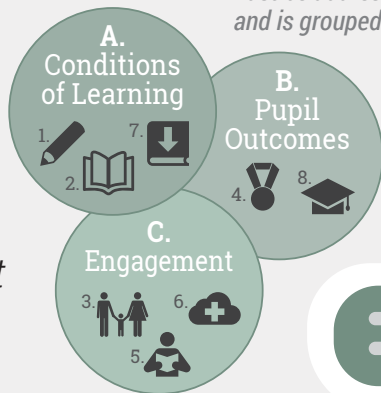 and is grouped
A.
Conditions
of Learning
1.
7.
2.
B.
Pupil
Outcomes
4.
8.
C.
Engagement
3.
6.
5.